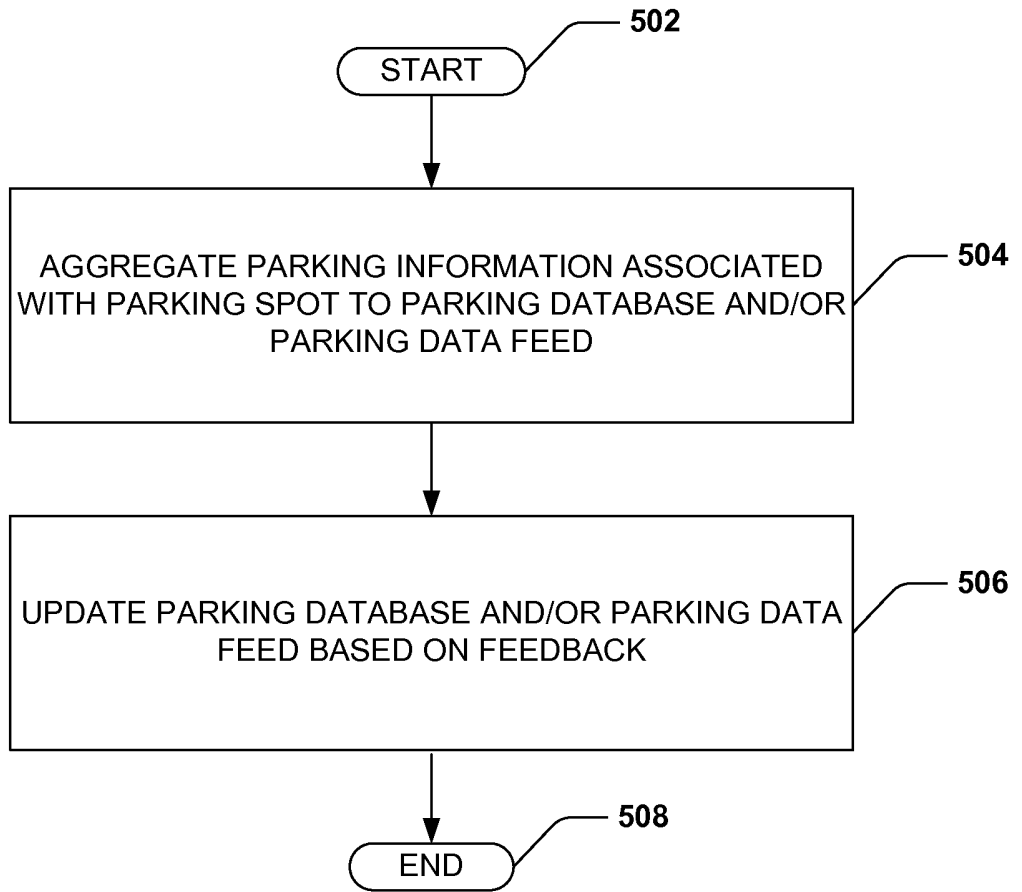 502
START
504
AGGREGATE PARKING INFORMATION ASSOCIATED
WITH PARKING SPOT TO PARKING DATABASE AND/OR
PARKING DATA FEED
506
UPDATE PARKING DATABASE AND/OR PARKING DATA
FEED BASED ON FEEDBACK
508
END